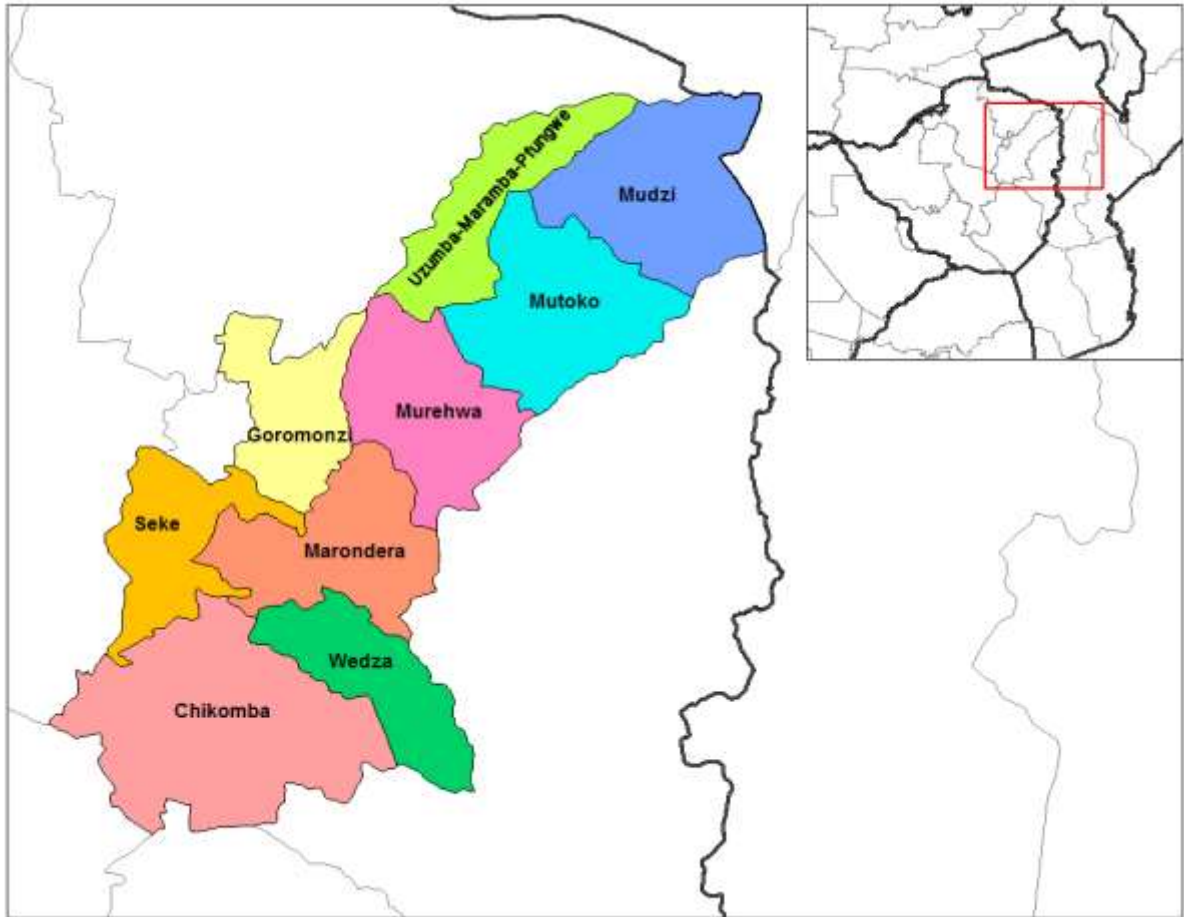 Uzumba-Maramba-Pfungwe
Mudzi
Mutoko
Murehwa
Goromonzi
Seke
Marondera
Wedza
Chikomba